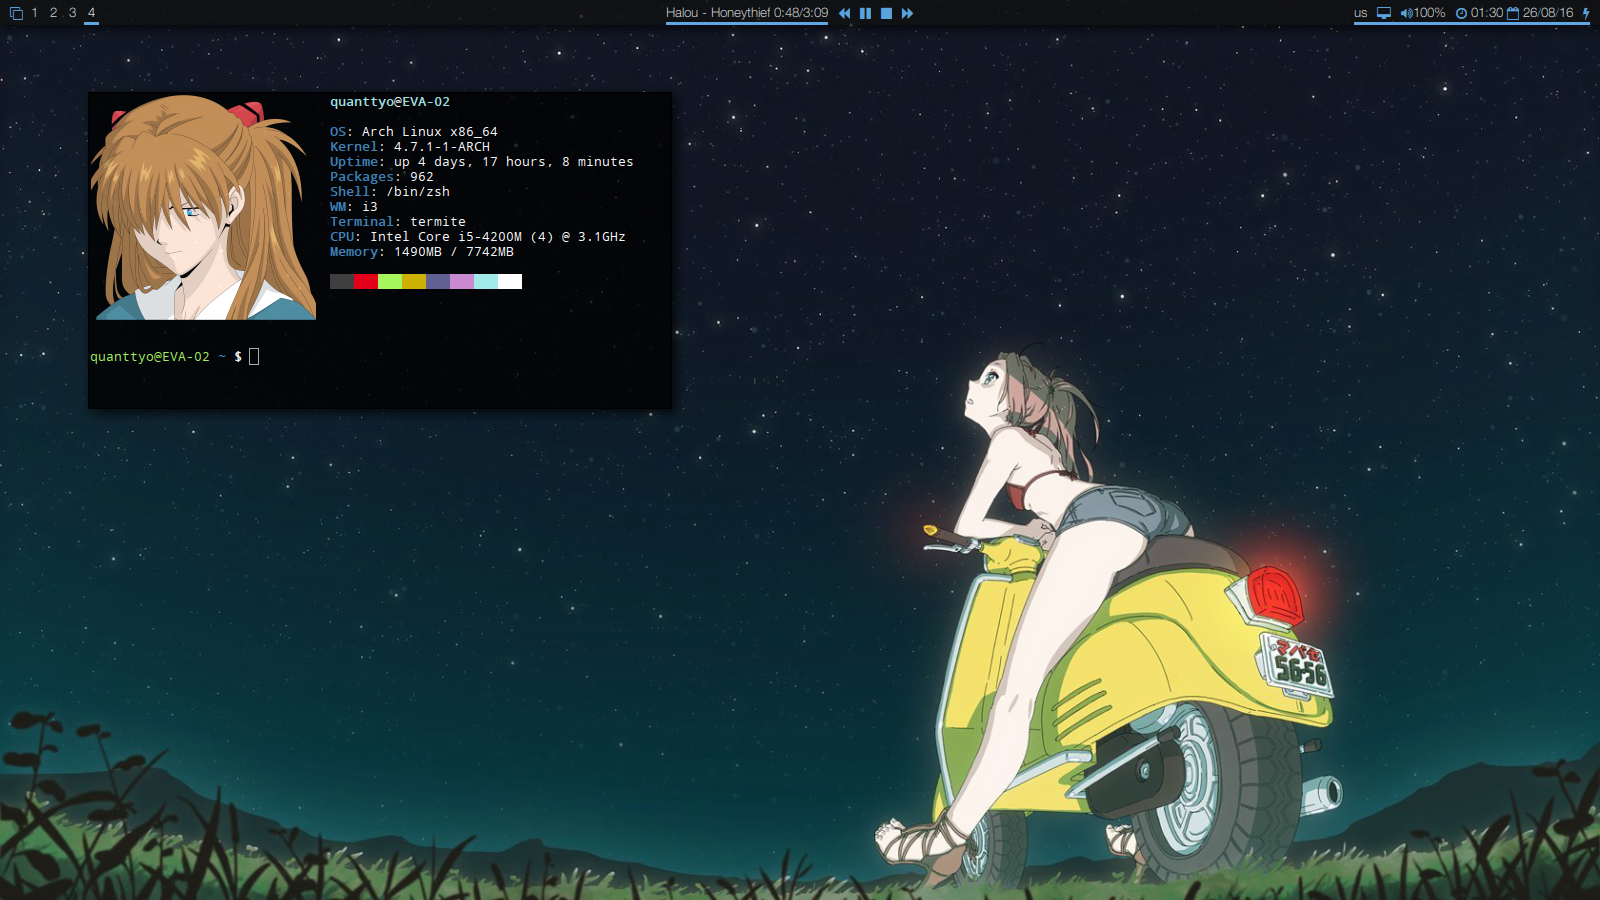 1 2 3 4
Halou - Honeythief 0:48/3:09
us 100% 01:30 26/08/16
quanttyo@EVA-02
OS: Arch Linux x86_64
Kernel: 4.7.1-1-ARCH
Uptime: up 4 days, 17 hours, 8 minutes
Packages: 962
Shell: /bin/zsh
WM: i3
Terminal: termite
CPU: Intel Core i5-4200M (4) @ 3.1GHz
Memory: 1490MB / 7742MB
quanttyo@EVA-02 ~ $
マパセ
56-56